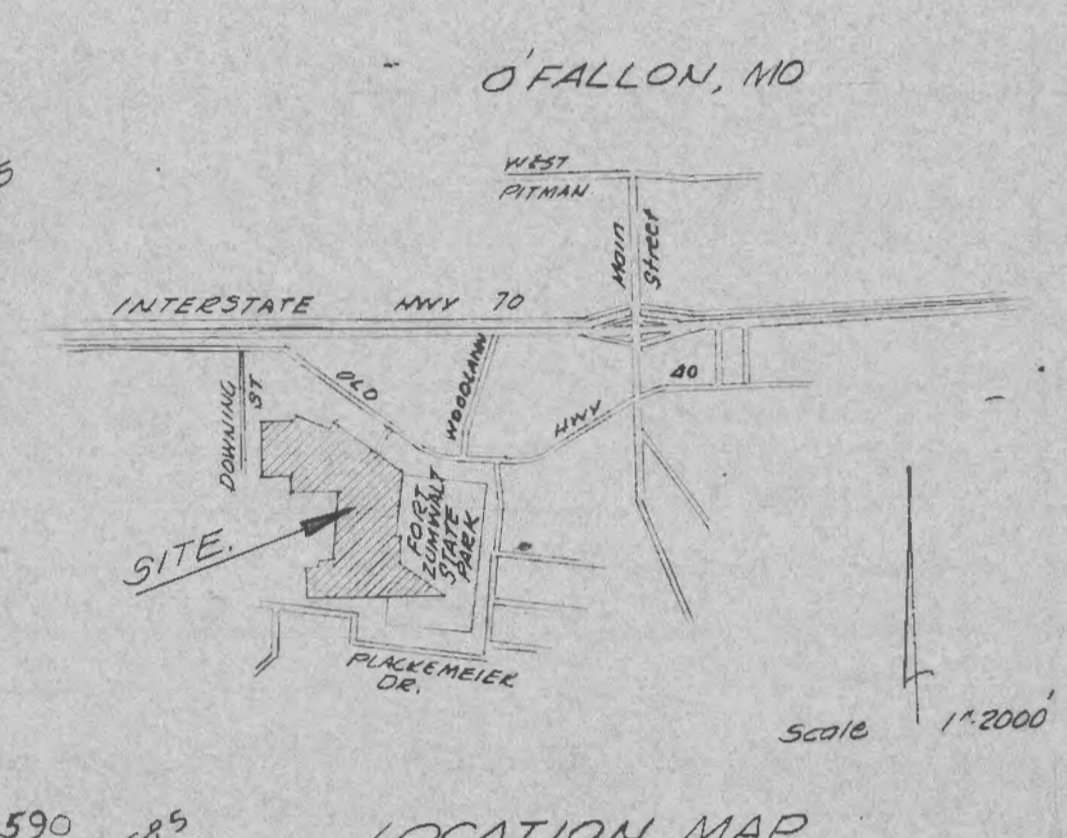 O'FALLON, MO
WEST
PITMAN
Main
Street
INTERSTATE HWY 70
OLD
WOODLAWN
HWY
40
DOWNING
ST
FORT
ZUMWALT
STATE
PARK
SITE.
PLACKEMEIER
DR.
Scale 1"-2000'
590
85
LOCATION MAP